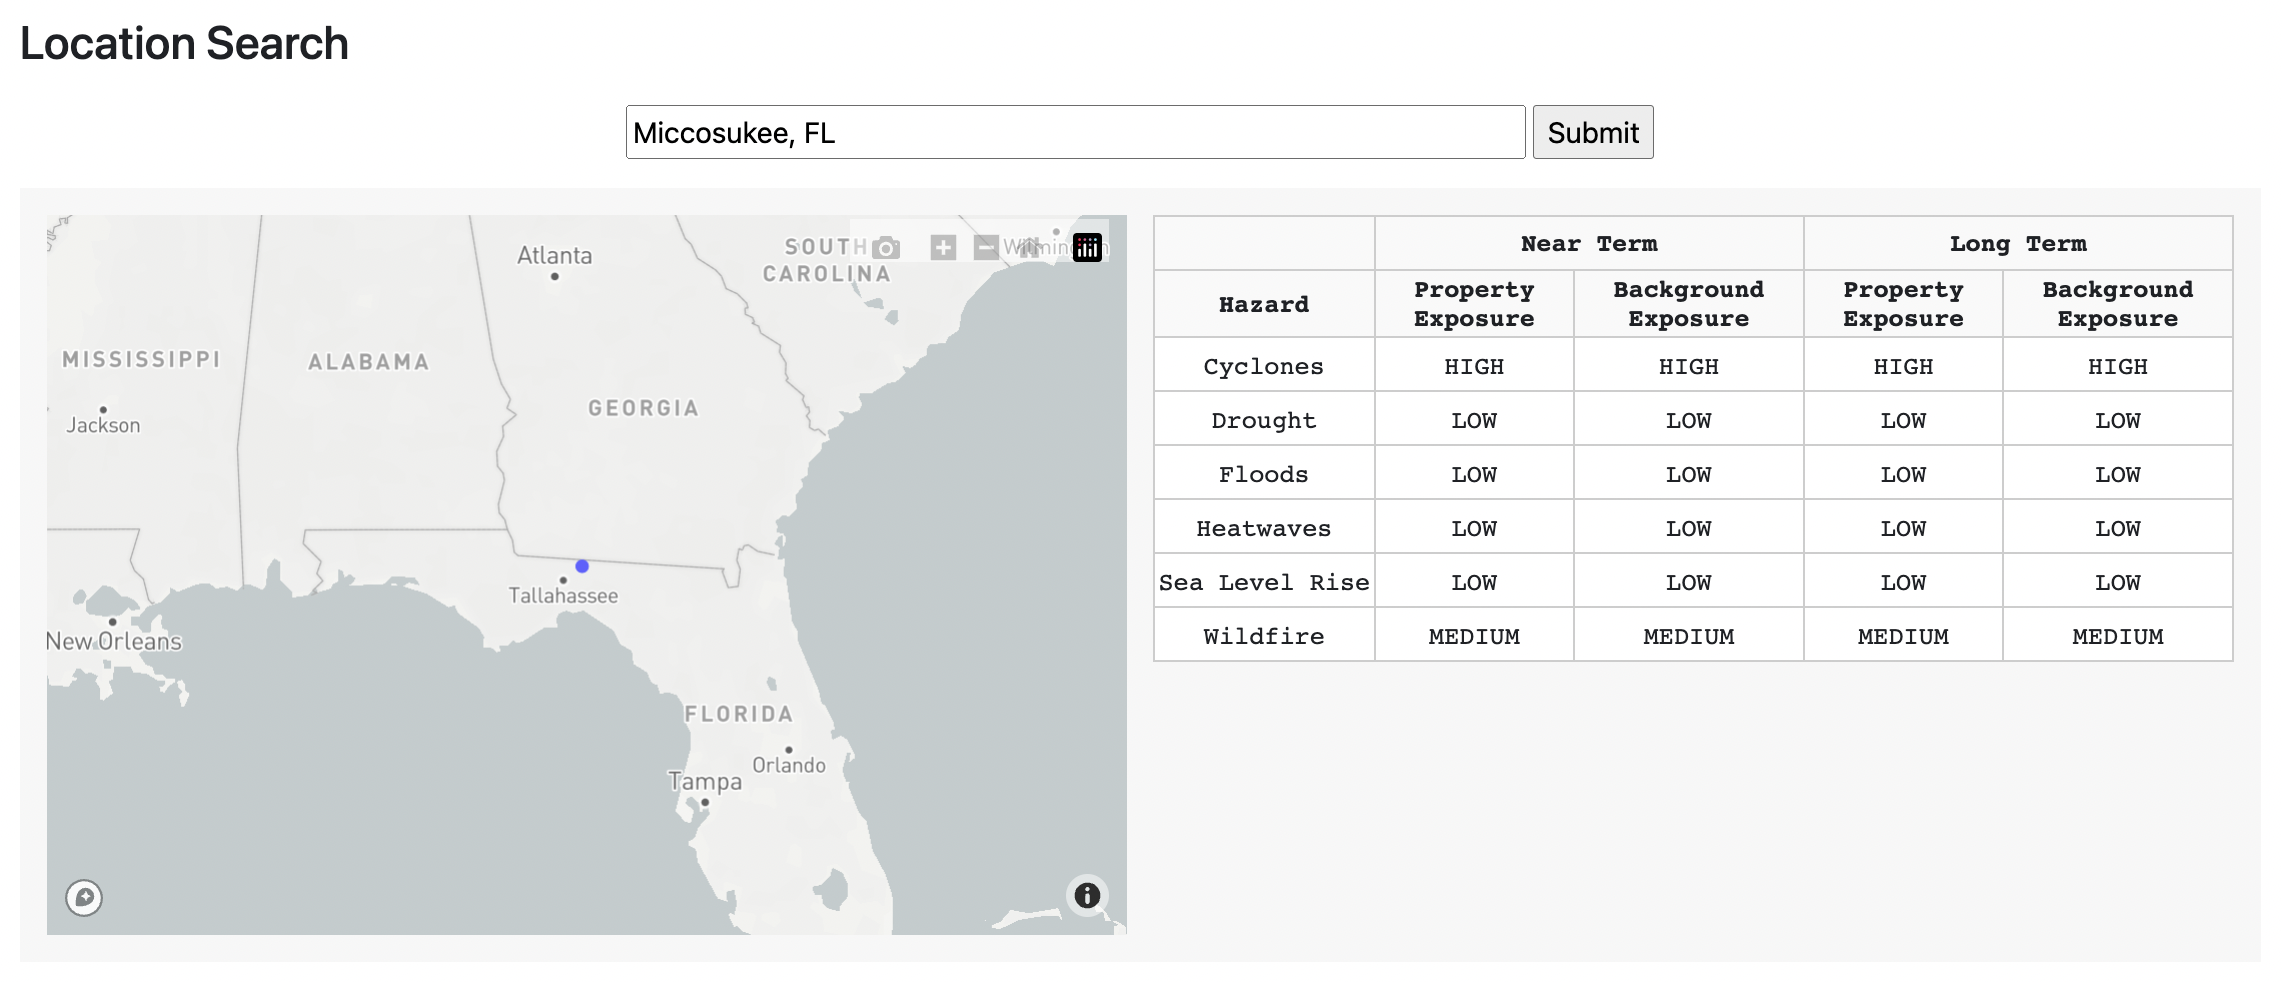 Location Search
Miccosukee, FL Submit
Atlanta
SOUTH
CAROLINA
Wilmington
MISSISSIPPI
ALABAMA
GEORGIA
Jackson
Tallahassee
New Orleans
FLORIDA
Orlando
Tampa
Near Term Long Term
Hazard Property Exposure Background Exposure Property Exposure Background Exposure
Cyclones HIGH HIGH HIGH HIGH
Drought LOW LOW LOW LOW
Floods LOW LOW LOW LOW
Heatwaves LOW LOW LOW LOW
Sea Level Rise LOW LOW LOW LOW
Wildfire MEDIUM MEDIUM MEDIUM MEDIUM